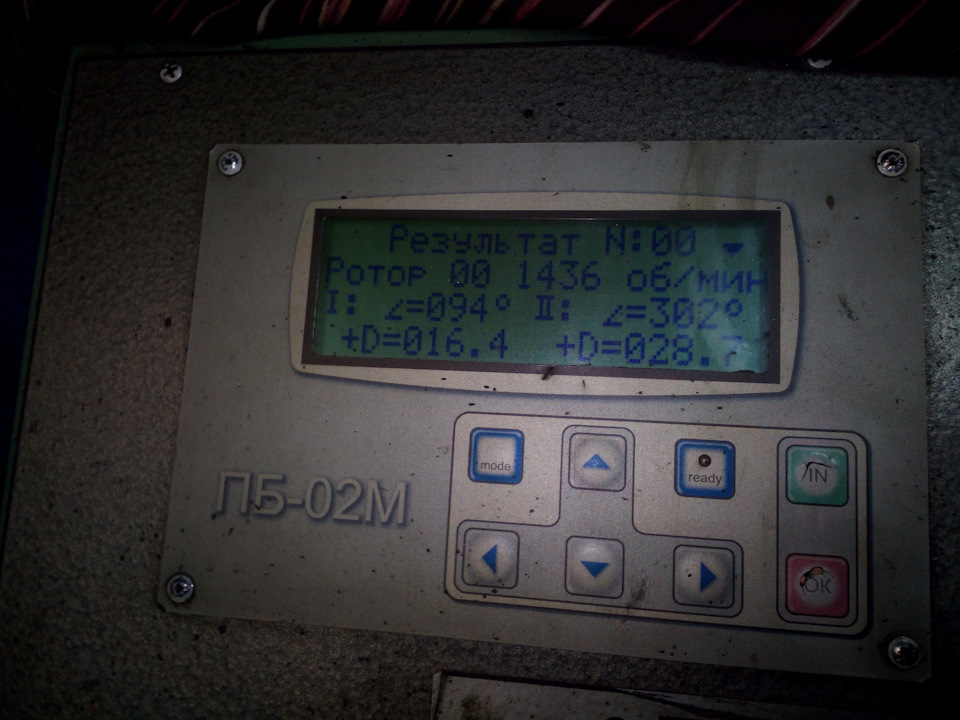 Результат N:00
Ротор 00 1436 об/мин
I: ∠=094° II: ∠=302°
+D=016.4 +D=028.7
mode
ready
IN
ПБ-02М
OK